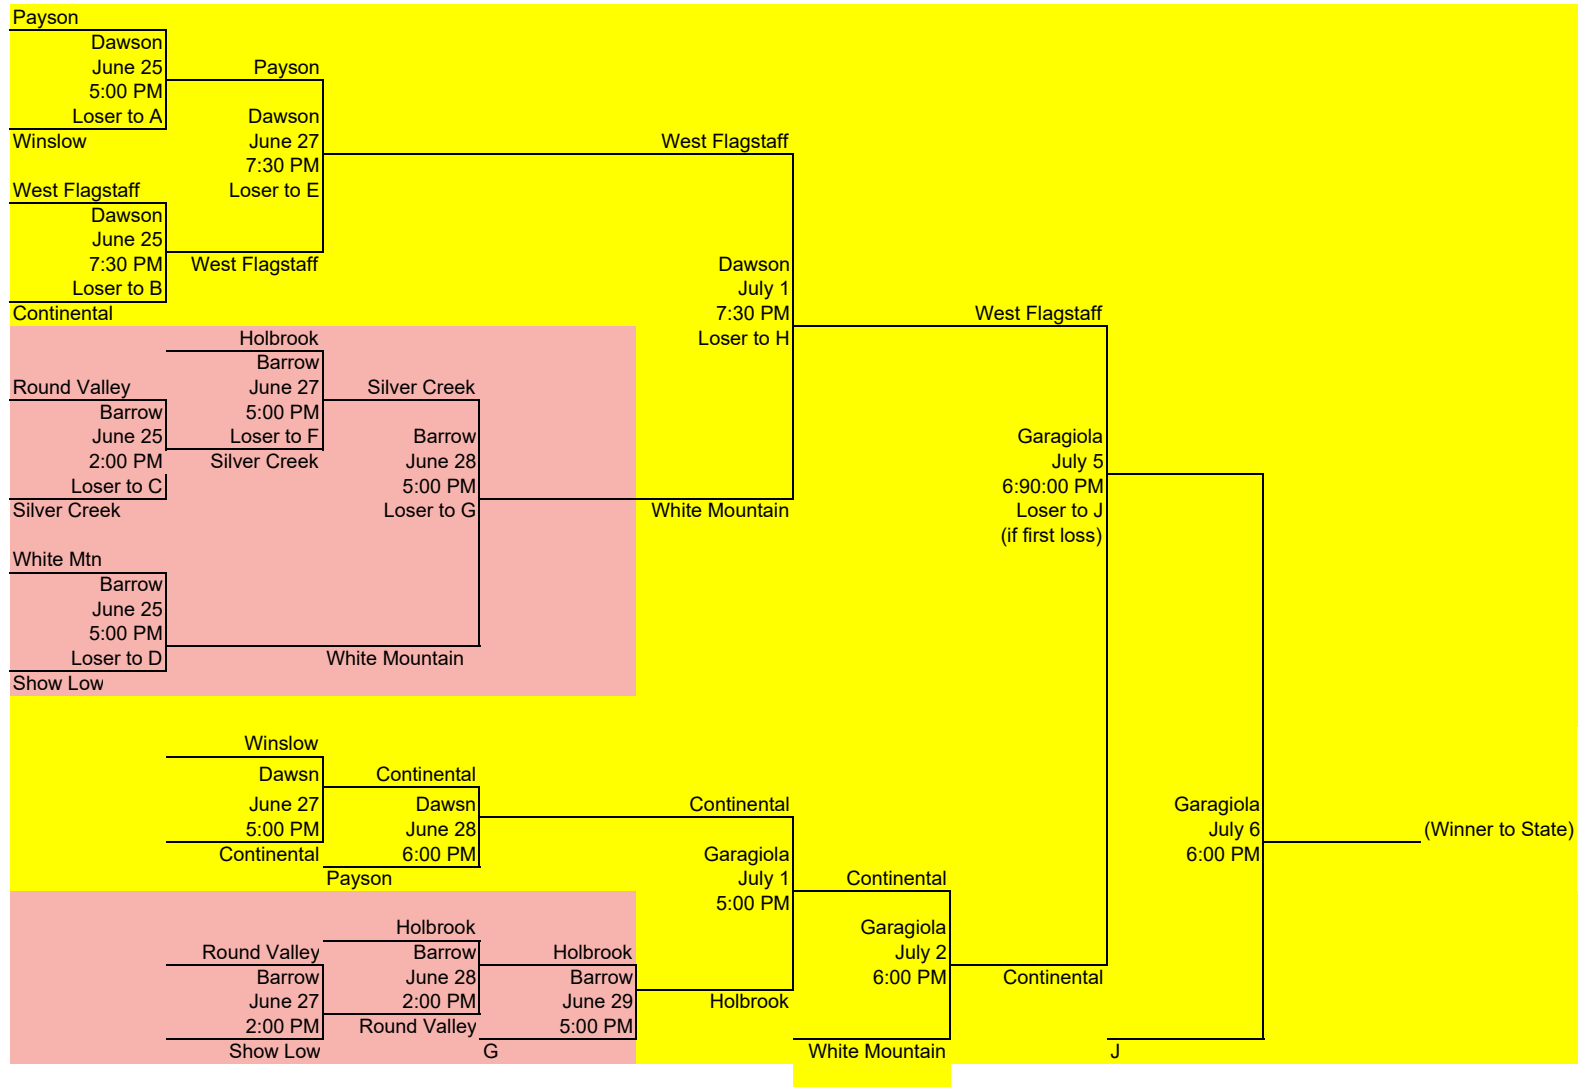 Payson
Dawson
June 25
5:00 PM
Loser to A
Winslow
Payson
Dawson
June 27
7:30 PM
Loser to E
West Flagstaff
Dawson
June 25
7:30 PM
Loser to B
Continental
West Flagstaff
West Flagstaff
Dawson
July 1
7:30 PM
Loser to H
West Flagstaff
Holbrook
Barrow
June 27
5:00 PM
Loser to F
Silver Creek
Round Valley
Barrow
June 25
2:00 PM
Loser to C
Silver Creek
Silver Creek
Barrow
June 28
5:00 PM
Loser to G
White Mountain
Garagiola
July 5
6:90:00 PM
Loser to J
(if first loss)
White Mtn
Barrow
June 25
5:00 PM
Loser to D
Show Low
White Mountain
Winslow
Dawsn
June 27
5:00 PM
Continental
Continental
Dawsn
June 28
6:00 PM
Payson
Continental
Garagiola
July 1
5:00 PM
Holbrook
Continental
Garagiola
July 2
6:00 PM
White Mountain
Continental
Garagiola
July 6
6:00 PM
(Winner to State)
J
Round Valley
Barrow
June 27
2:00 PM
Show Low
Holbrook
Barrow
June 28
2:00 PM
Round Valley
Holbrook
Barrow
June 29
5:00 PM
G